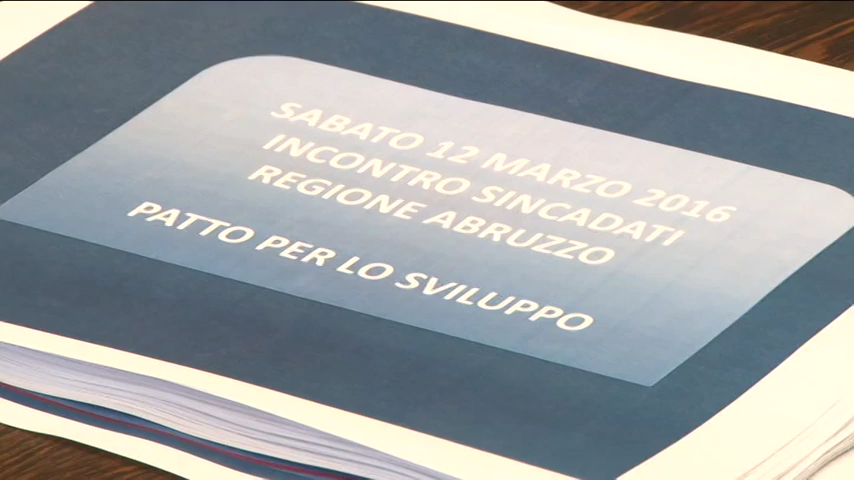 SABATO 12 MARZO 2016
INCONTRO SINCADATI
REGIONE ABRUZZO
PATTO PER LO SVILUPPO